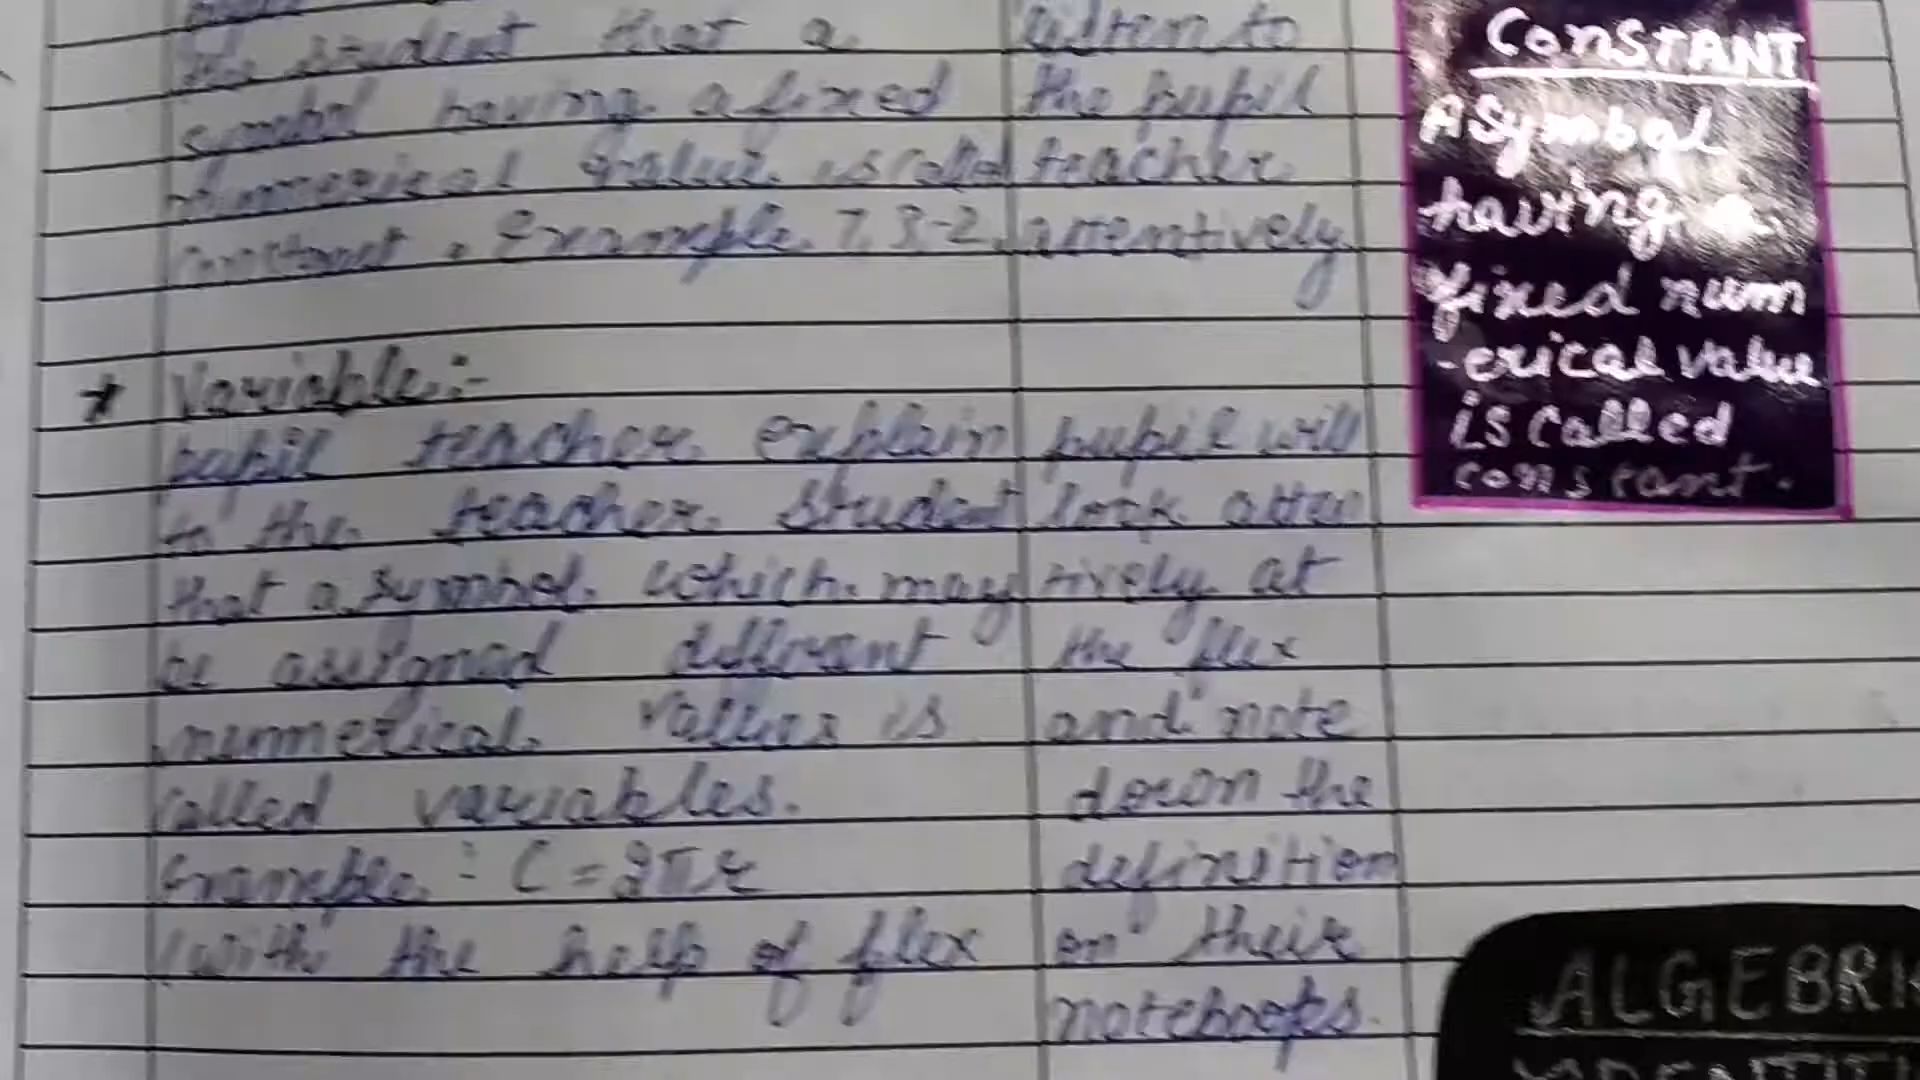 the student that a
symbol having a fixed
numerical value is called
constant. Example 7, 3, -2,
* Variable:-
pupil teacher explain
to the teacher student
that a symbol which may
be assigned different
numerical values is
called variables.
Example :- C = 2πr
(with the help of flex
listen to
the pupil
teacher
attentively.
pupil will
look atten
tively at
the flex
and note
down the
definition
on their
notebooks.
CONSTANT
A Symbol
having a
fixed num
-erical value
is called
constant.
ALGEBR